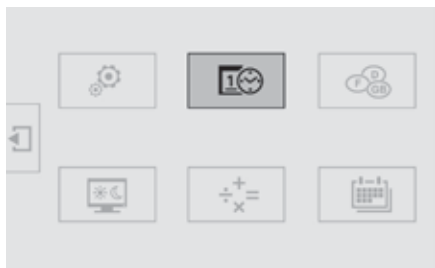 1
F D GB
÷ + × =